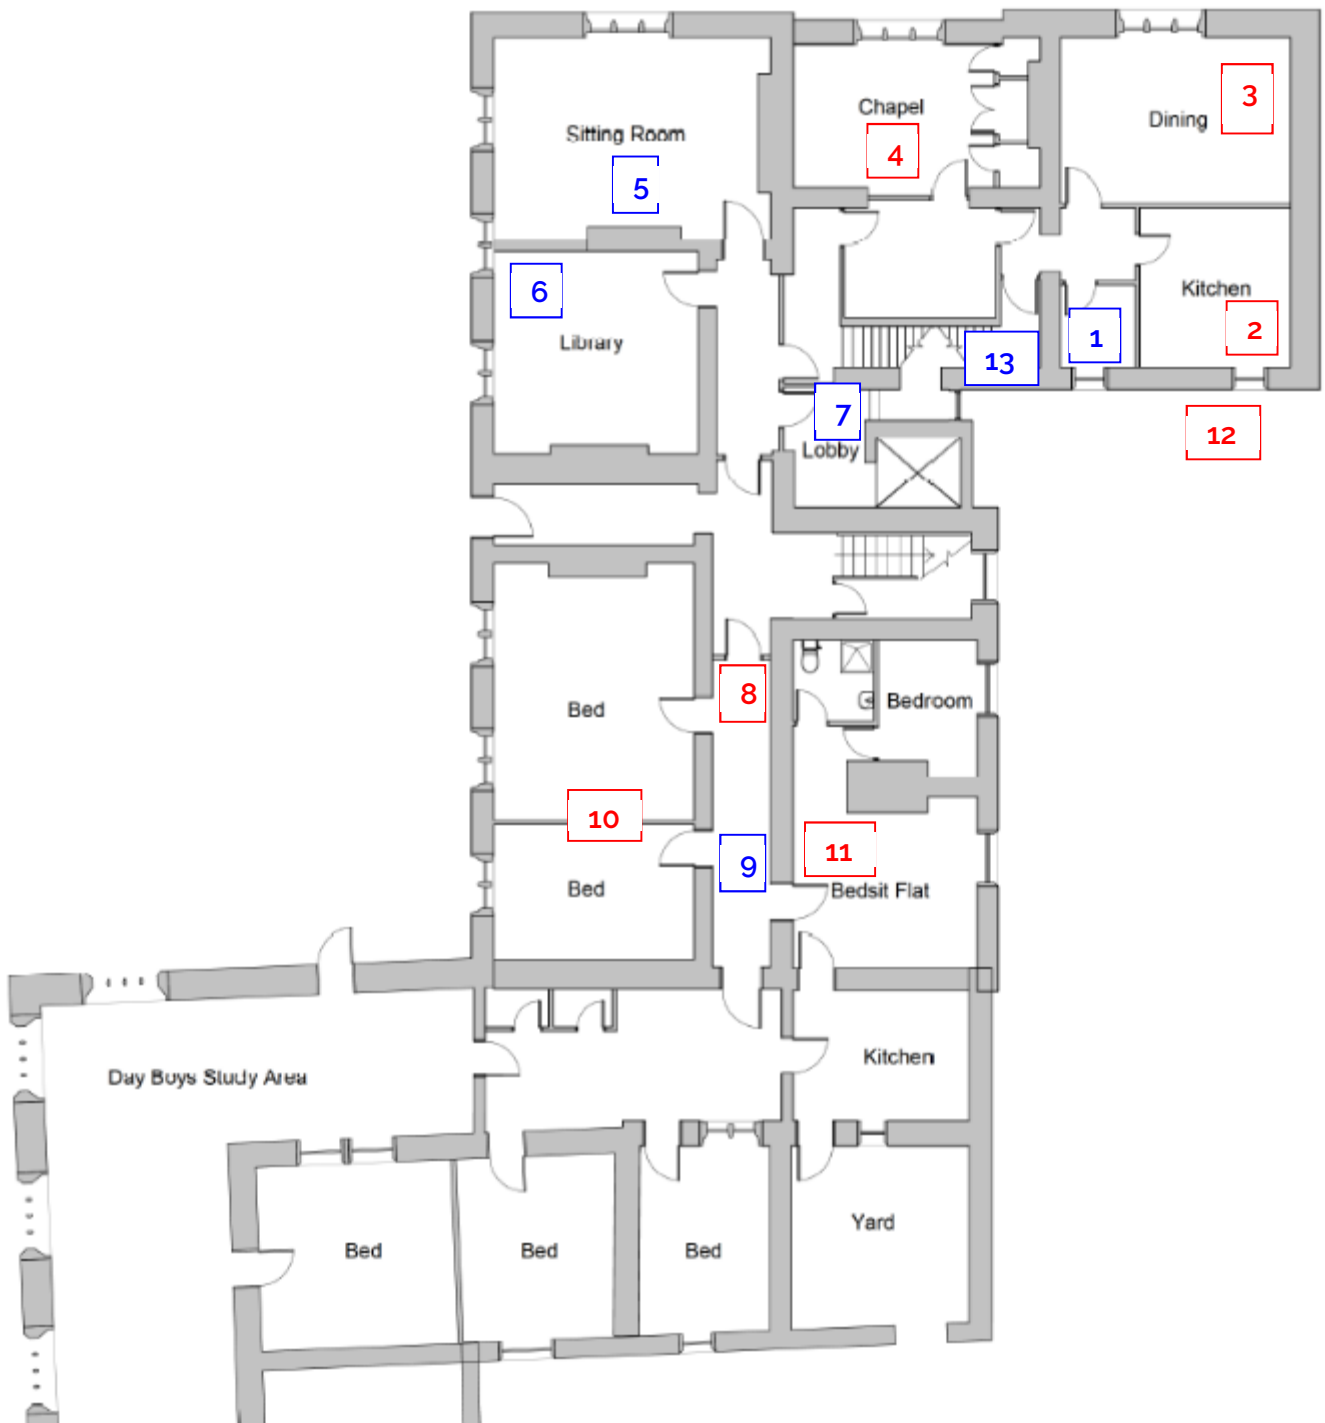 3
Chapel
Dining
Sitting Room
4
5
6
Kitchen
2
Library
1
13
7
12
Lobby
8
Bedroom
Bed
10
11
9
Bed
Bedsit Flat
Kitchen
Day Boys Study Area
Yard
Bed
Bed
Bed